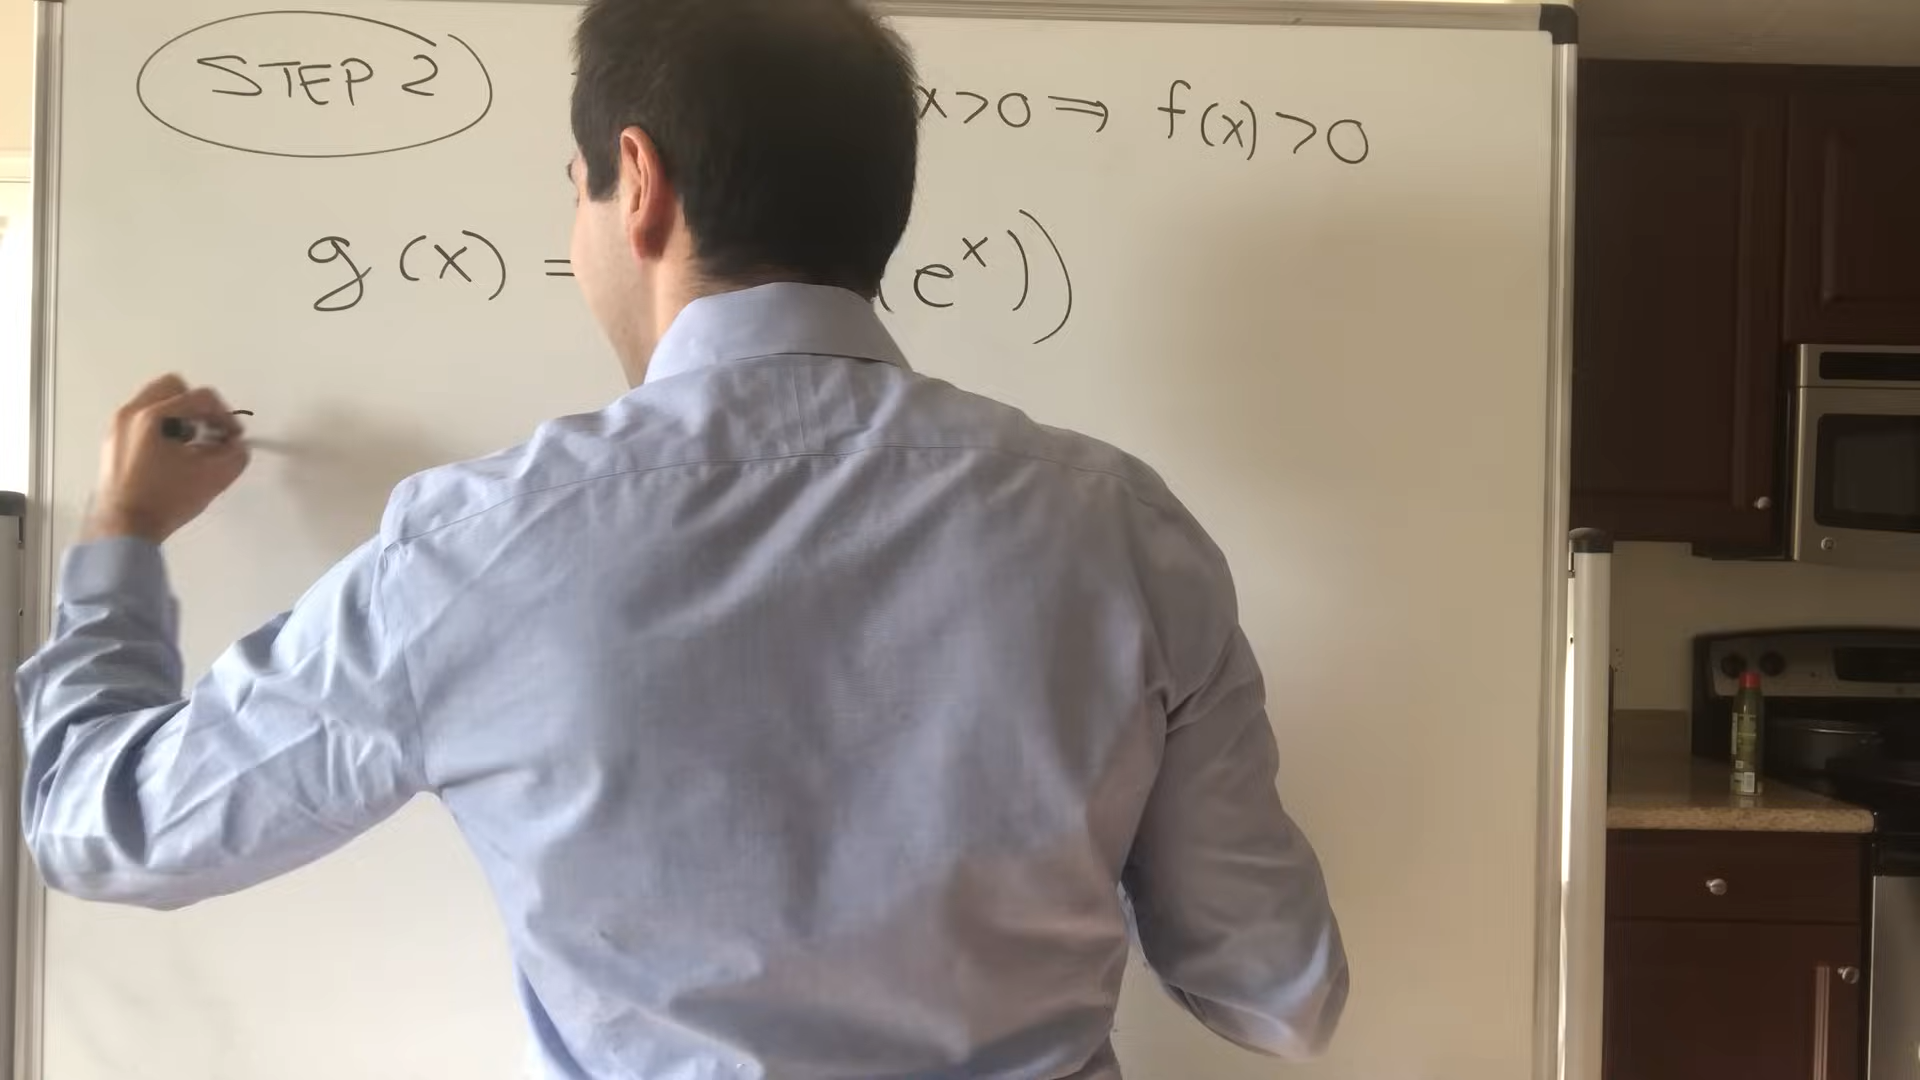 STEP 2 x>0 ⇒ f(x) >0
g(x) = (e^x))